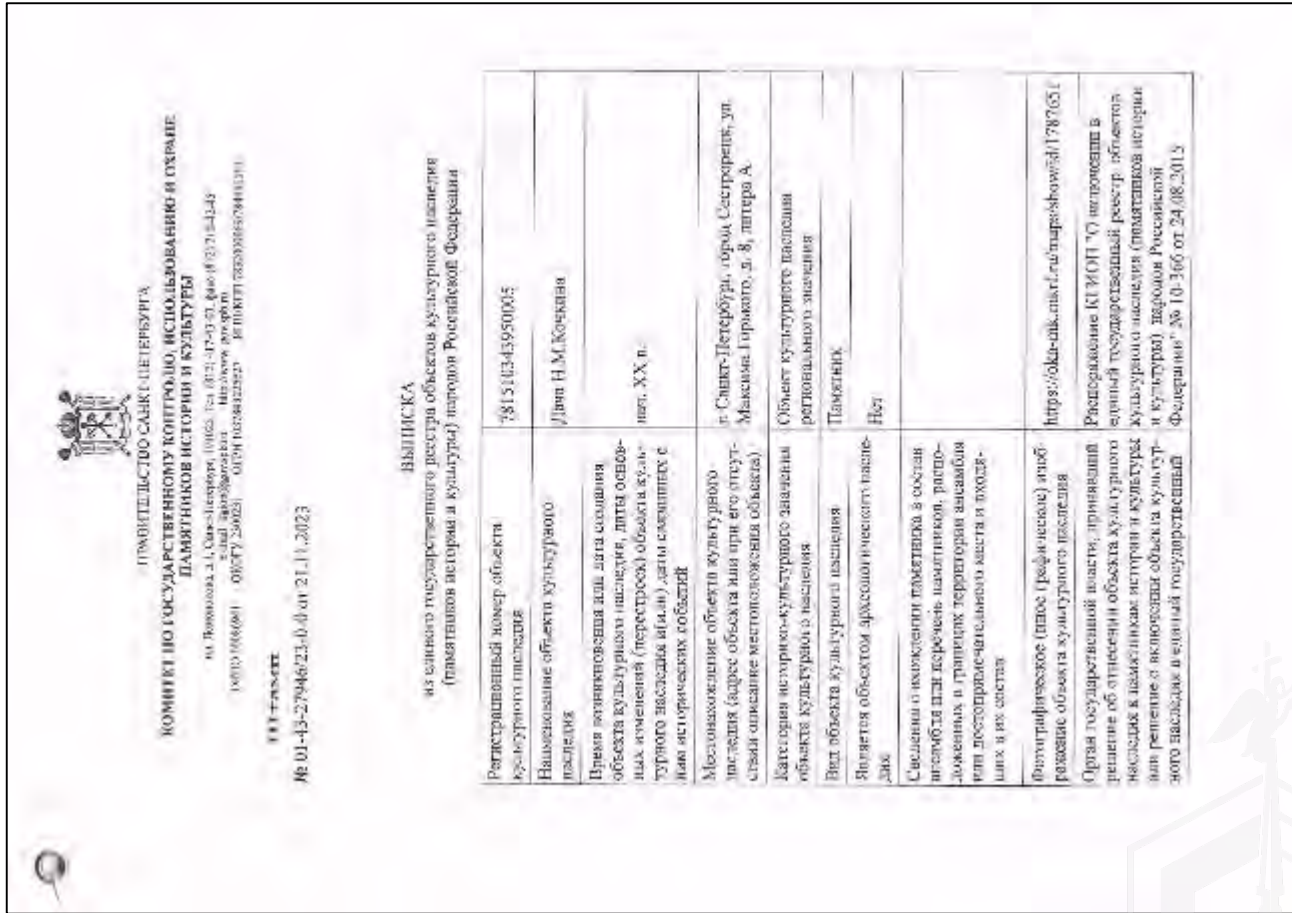 ПРАВИТЕЛЬСТВО САНКТ-ПЕТЕРБУРГА
КОМИТЕТ ПО ГОСУДАРСТВЕННОМУ КОНТРОЛЮ, ИСПОЛЬЗОВАНИЮ И ОХРАНЕ
ПАМЯТНИКОВ ИСТОРИИ И КУЛЬТУРЫ
№ 01-43-27946/23-0-0 от 21.11.2023
ВЫПИСКА
из единого государственного реестра объектов культурного наследия
(памятников истории и культуры) народов Российской Федерации
Регистрационный номер объекта
культурного наследия
7815103439 50005
Наименование объекта культурного
наследия
Дача Н.М.Кочкина
Время возникновения или дата создания
объекта культурного наследия, даты основ-
ных изменений (перестроек) объекта куль-
турного наследия и(или) даты связанных с
ним исторических событий
нач. XX в.
Местонахождение объекта культурного
наследия (адрес объекта или при его отсут-
ствии описание местоположения объекта)
г. Санкт-Петербург, город Сестрорецк, ул.
Максима Горького, д. 8, литера А
Категория историко-культурного значения
объекта культурного наследия
Объект культурного наследия
регионального значения
Вид объекта культурного наследия
Памятник
Является объектом археологического насле-
дия
Нет
Сведения о нахождении памятника в состав
ансамбля или перечень памятников, распо-
ложенных в границах территории ансамбля
или достопримечательного места и входя-
щих в их состав
Фотографическое (иное графическое) изоб-
ражение объекта культурного наследия
Орган государственной власти, принявший
решение об отнесении объекта культурного
наследия к памятникам истории и культуры
или решение о включении объекта культур-
ного наследия в единый государственный
Распоряжение КГИОП "О включении в
единый государственный реестр объектов
культурного наследия (памятников истории
и культуры) народов Российской
Федерации" № 10-366 от 24.08.2015